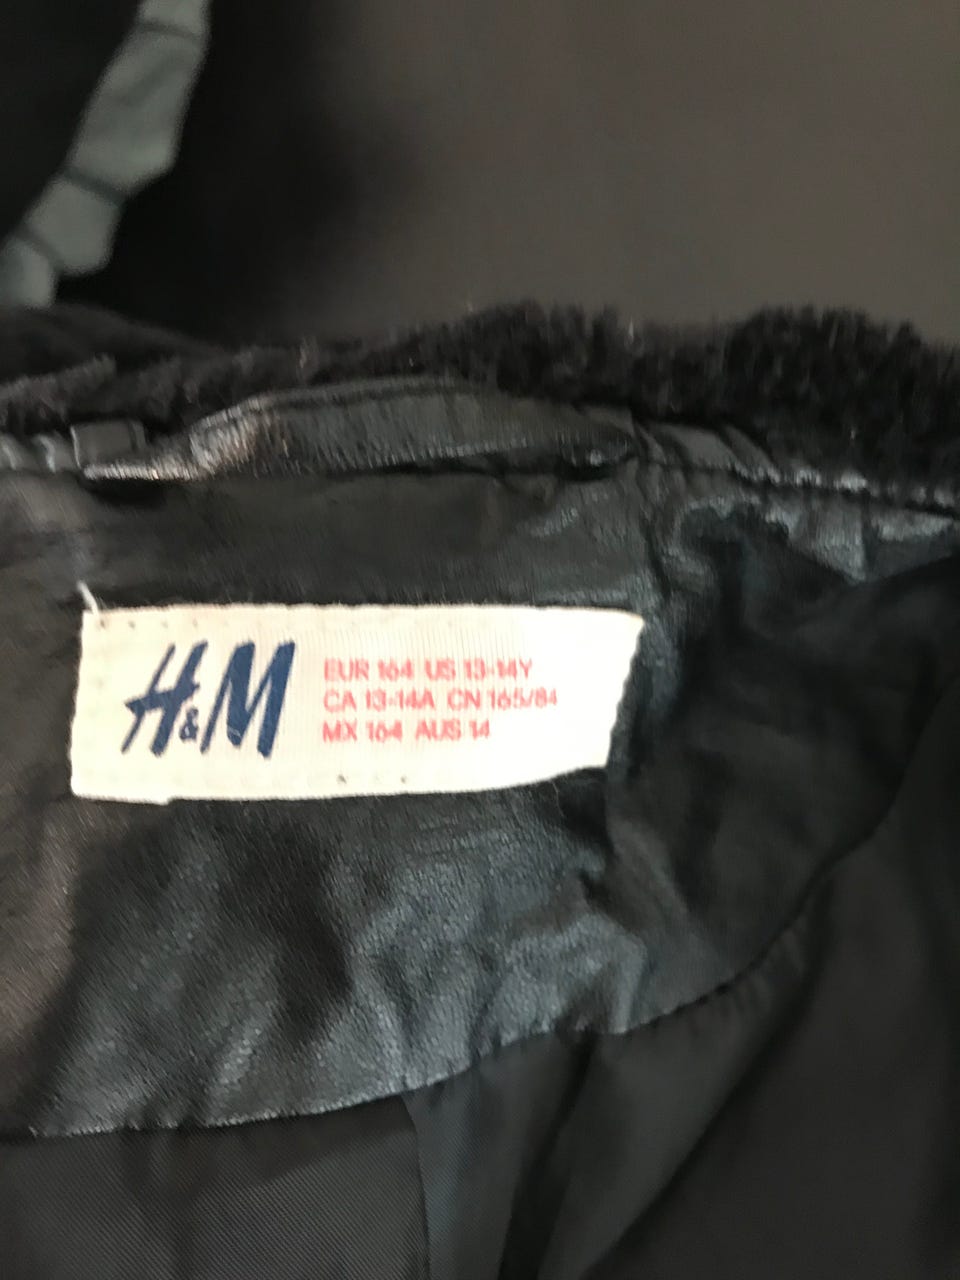 H&M
EUR 164 US 13-14Y
CA 13-14A CN 165/84
MX 164 AUS 14